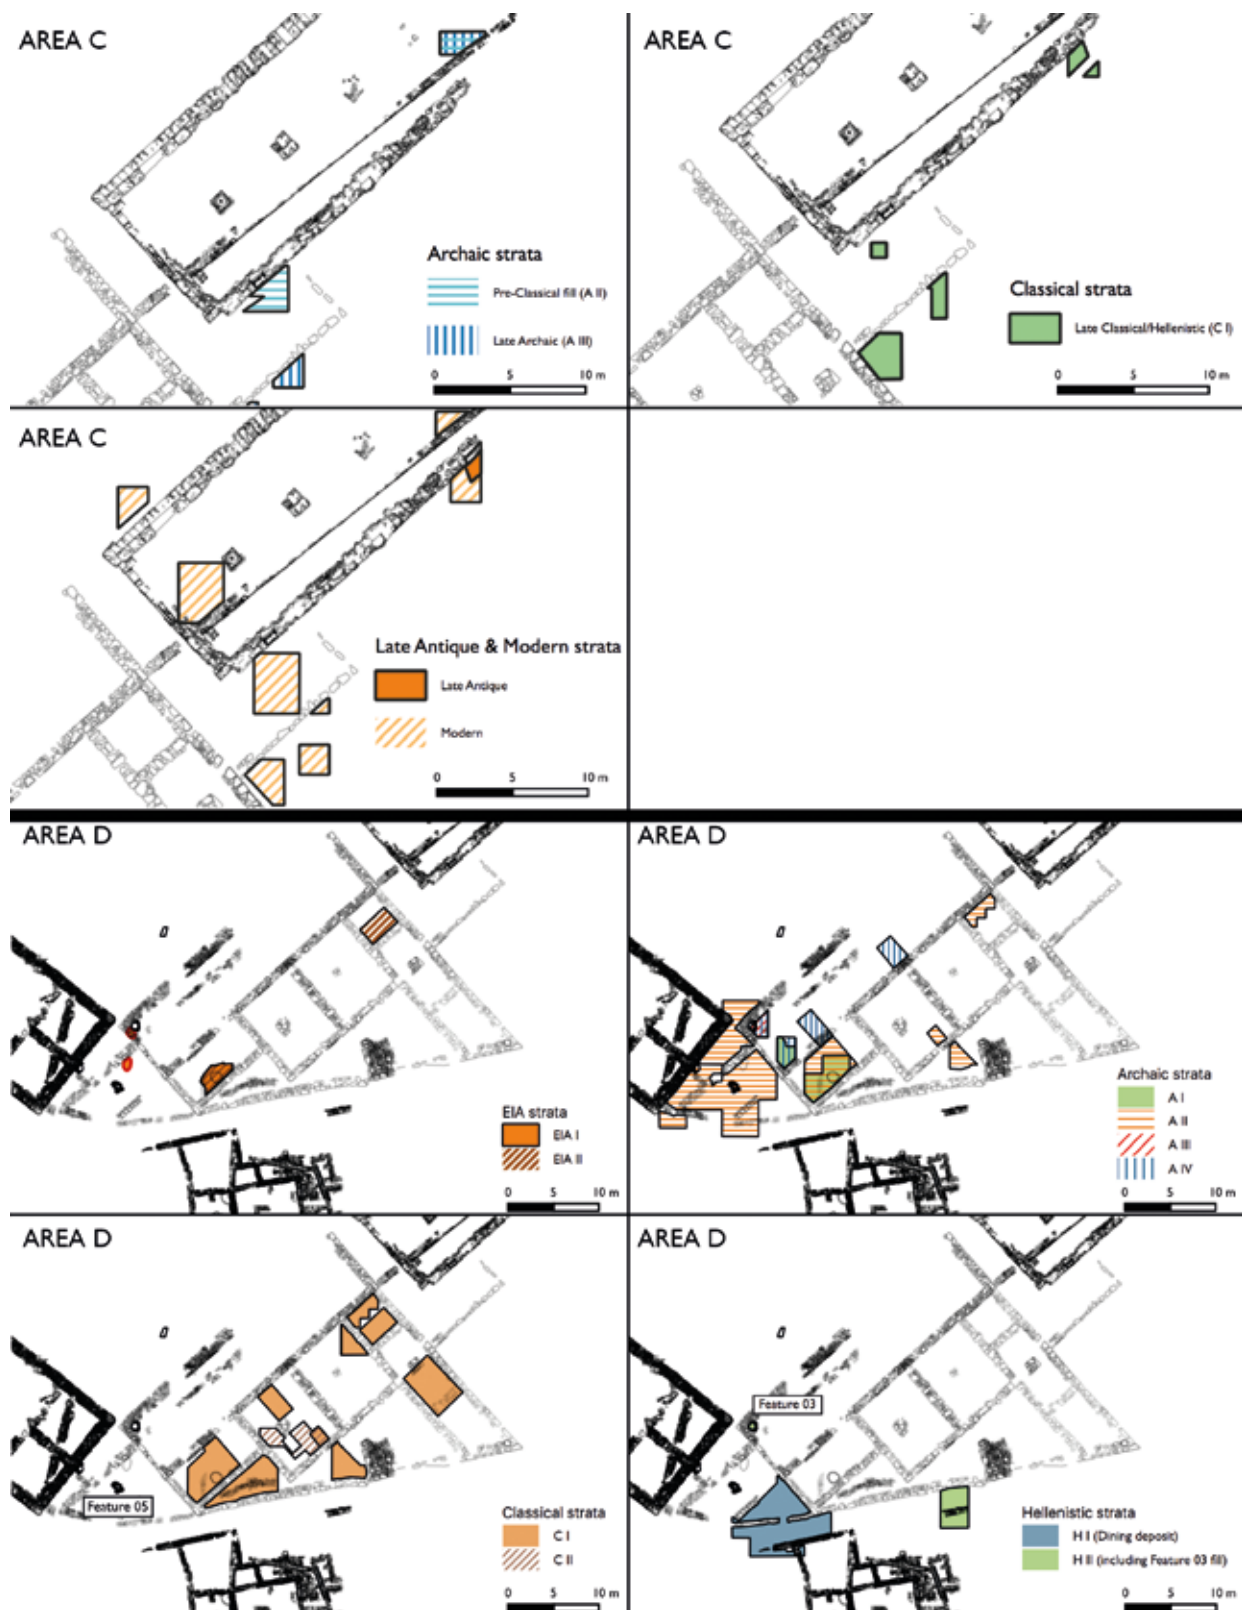 AREA C
Archaic strata
Pre-Classical fill (A II)
Late Archaic (A III)
0 5 10 m
AREA C
Classical strata
Late Classical/Hellenistic (C I)
0 5 10 m
AREA C
Late Antique & Modern strata
Late Antique
Modern
0 5 10 m
AREA D
EIA strata
EIA I
EIA II
0 5 10 m
AREA D
Archaic strata
A I
A II
A III
A IV
0 5 10 m
AREA D
Feature 05
Classical strata
C I
C II
0 5 10 m
AREA D
Feature 03
Hellenistic strata
H I (Dining deposit)
H II (including Feature 03 fill)
0 5 10 m